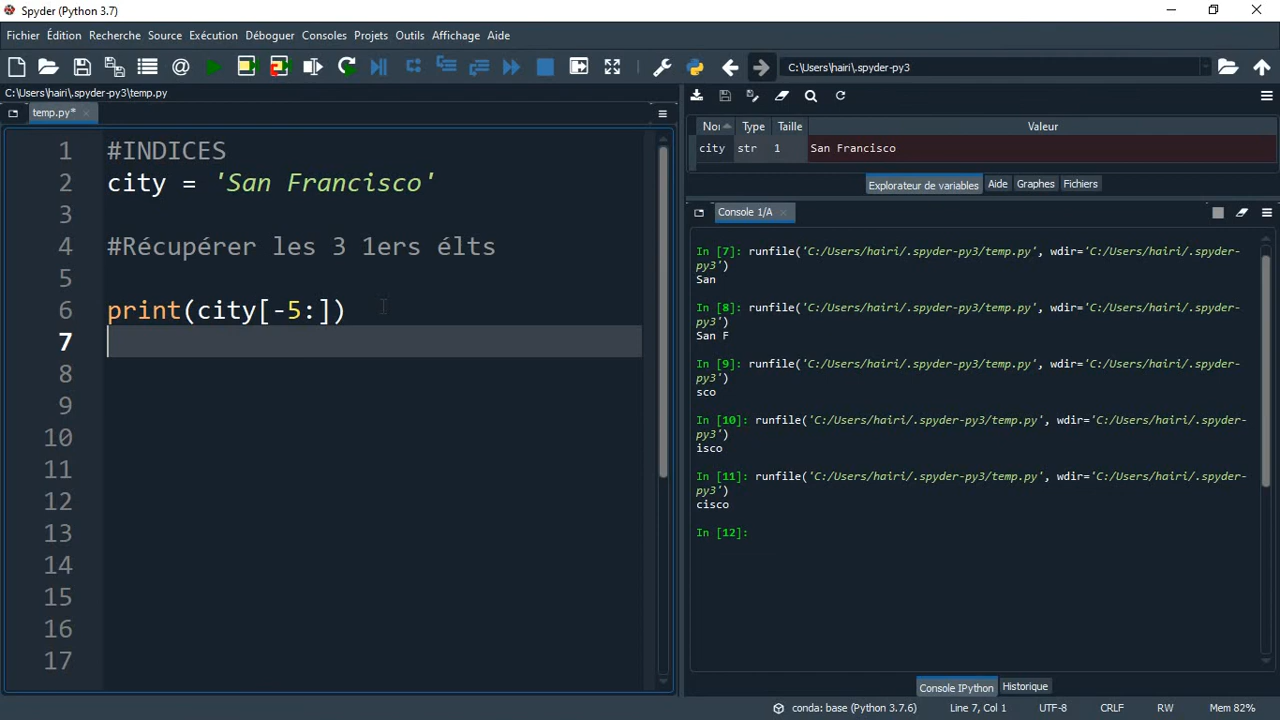 Spyder (Python 3.7)
Fichier Édition Recherche Source Exécution Déboguer Consoles Projets Outils Affichage Aide
C:\Users\hairi\.spyder-py3
C:\Users\hairi\.spyder-py3\temp.py
temp.py*
1 #INDICES
2 city = 'San Francisco'
3
4 #Récupérer les 3 1ers élts
5
6 print(city[-5:])
7
8
9
10
11
12
13
14
15
16
17
Type Taille Valeur
city str 1 San Francisco
Explorateur de variables Aide Graphes Fichiers
Console 1/A
In [7]: runfile('C:/Users/hairi/.spyder-py3/temp.py', wdir='C:/Users/hairi/.spyder-
py3')
San
In [8]: runfile('C:/Users/hairi/.spyder-py3/temp.py', wdir='C:/Users/hairi/.spyder-
py3')
San F
In [9]: runfile('C:/Users/hairi/.spyder-py3/temp.py', wdir='C:/Users/hairi/.spyder-
py3')
sco
In [10]: runfile('C:/Users/hairi/.spyder-py3/temp.py', wdir='C:/Users/hairi/.spyder-
py3')
isco
In [11]: runfile('C:/Users/hairi/.spyder-py3/temp.py', wdir='C:/Users/hairi/.spyder-
py3')
cisco
In [12]:
Console IPython Historique
conda: base (Python 3.7.6) Line 7, Col 1 UTF-8 CRLF RW Mem 82%